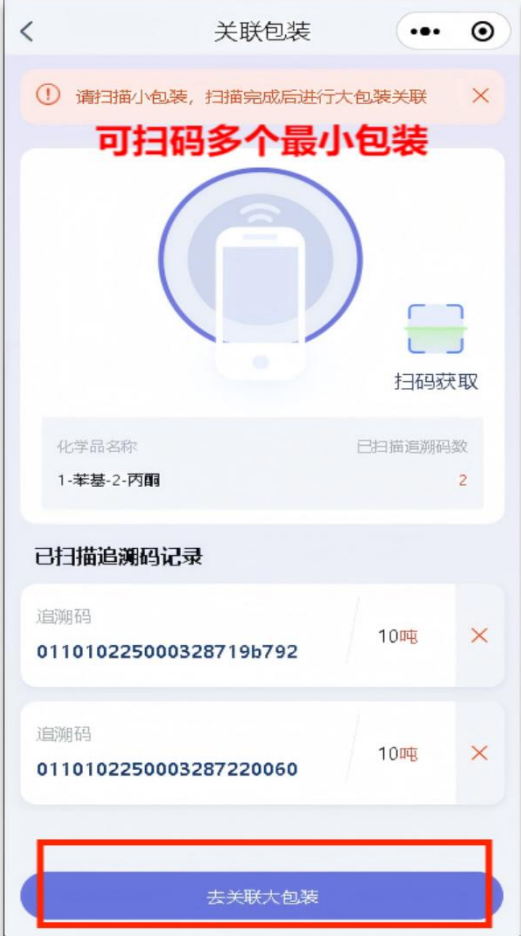 关联包装
请扫描小包装，扫描完成后进行大包装关联
可扫码多个最小包装
扫码获取
化学品名称
已扫描追溯码数
1-苯基-2-丙酮
2
已扫描追溯码记录
追溯码
011010225000328719b792
10吨
追溯码
0110102250003287220060
10吨
去关联大包装